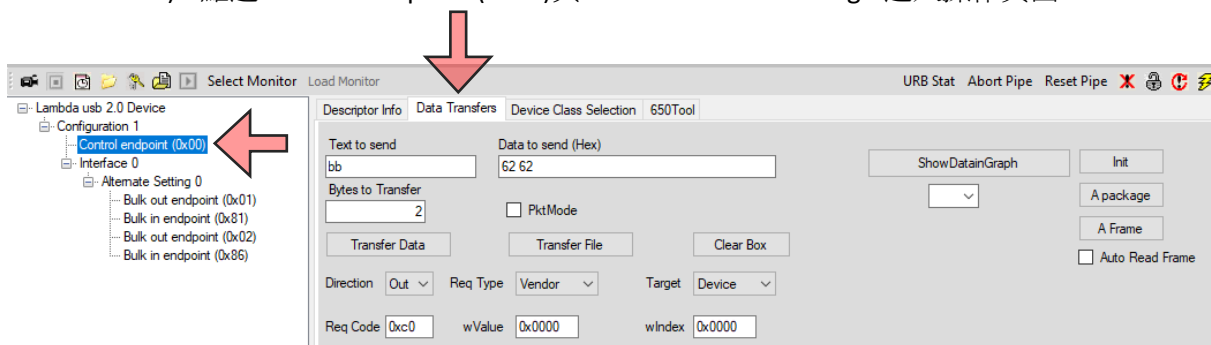 Select Monitor Load Monitor URB Stat Abort Pipe Reset Pipe
Lambda usb 2.0 Device
Configuration 1
Control endpoint (0x00)
Interface 0
Alternate Setting 0
Bulk out endpoint (0x01)
Bulk in endpoint (0x81)
Bulk out endpoint (0x02)
Bulk in endpoint (0x86)
Descriptor Info Data Transfers Device Class Selection 650Tool
Text to send Data to send (Hex)
bb 62 62
ShowDatainGraph Init
Bytes to Transfer
2 PktMode
A package
Transfer Data Transfer File Clear Box
A Frame
Auto Read Frame
Direction Out Req Type Vendor Target Device
Req Code 0xc0 wValue 0x0000 wIndex 0x0000